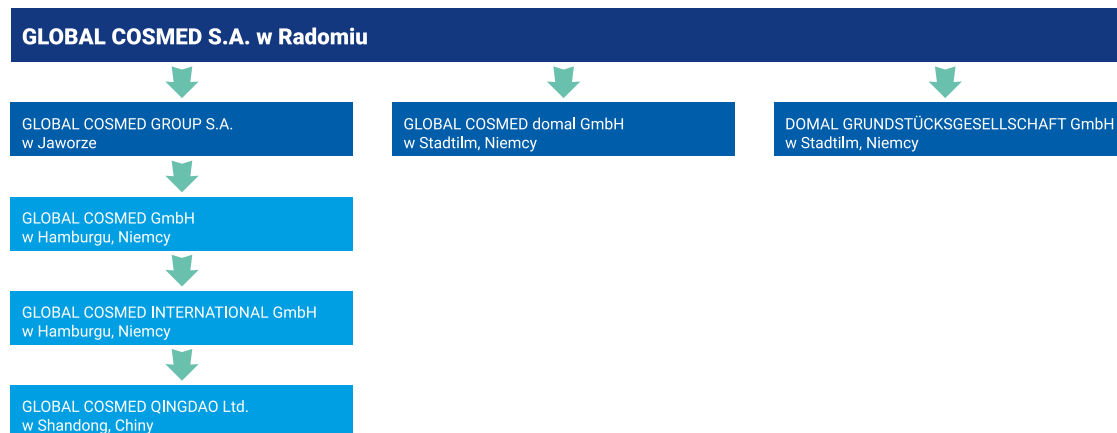 GLOBAL COSMED S.A. w Radomiu
GLOBAL COSMED GROUP S.A.
w Jaworze
GLOBAL COSMED domal GmbH
w Stadtilm, Niemcy
DOMAL GRUNDSTÜCKSGESELLSCHAFT GmbH
w Stadtilm, Niemcy
GLOBAL COSMED GmbH
w Hamburgu, Niemcy
GLOBAL COSMED INTERNATIONAL GmbH
w Hamburgu, Niemcy
GLOBAL COSMED QINGDAO Ltd.
w Shandong, Chiny